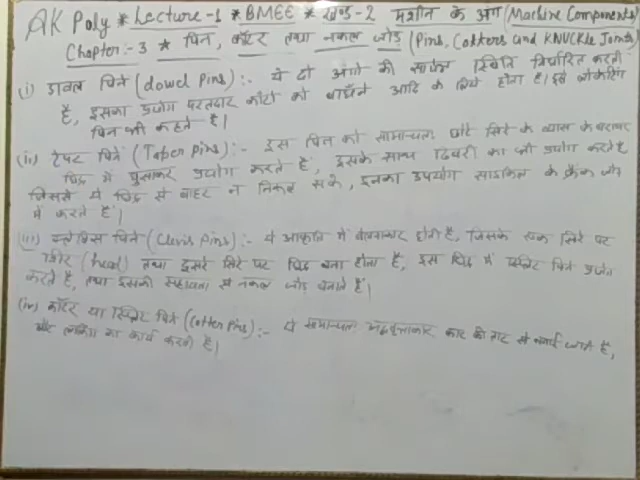 AK Poly * Lecture-1 * BMEE * खण्ड-2 मशीन के अंग (Machine Components)
Chapter:-3 * पिन, कॉटर तथा नकल जोड़ (Pins, Cotters and KNUCKle Joints)
(i) डावल पिनें (dowel Pins):- ये दो अंगो की सापेक्ष स्थिति निर्धारित करती
है, इसका प्रयोग परतदार काँटो को बाँधने आदि के लिये होता है। इसे लोकेटिंग
पिन भी कहते है।
(ii) टेपर पिनें (Taper Pins):- इस पिन को सामान्यतः छोटे सिरे के व्यास के बराबर
छिद्र में घुसाकर प्रयोग करते है, इसके साथ ढिबरी का भी प्रयोग करते है
जिससे ये छिद्र से बाहर न निकल सके, इनका उपयोग साइकिल के क्रैंक जोड़
में करते है।
(iii) क्लेविस पिनें (Clevis Pins):- ये आकृति में बेलनाकार होती है, जिसके एक सिरे पर
शिर (head) तथा दुसरे सिरे पर छिद्र बना होता है, इस छिद्र में स्प्लिट पिन प्रयोग
करते है, तथा इसकी सहायता से नकल जोड़ बनाते है।
(iv) कॉटर या स्प्लिट पिनें (Cotter Pins):- ये सामान्यतः अर्द्धवृत्ताकार काट की तार से बनाई जाती है,
और लॉकिंग का कार्य करती है।